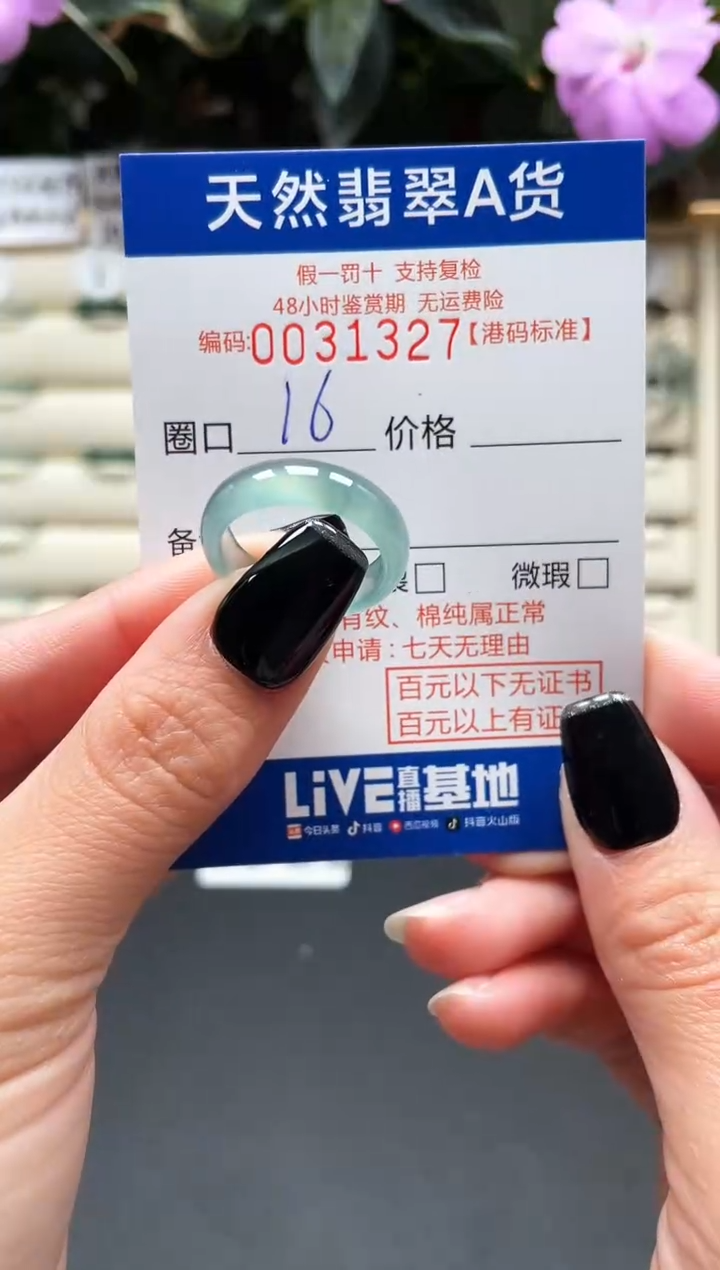 天然翡翠A货
假一罚十 支持复检
48小时鉴赏期 无运费险
编码:0031327【港码标准】
圈口 16 价格
备
裂□ 微瑕□
有纹、棉纯属正常
申请:七天无理由
百元以下无证书
百元以上有证
LiVE直播基地
今日头条 抖音 西瓜视频 抖音火山版